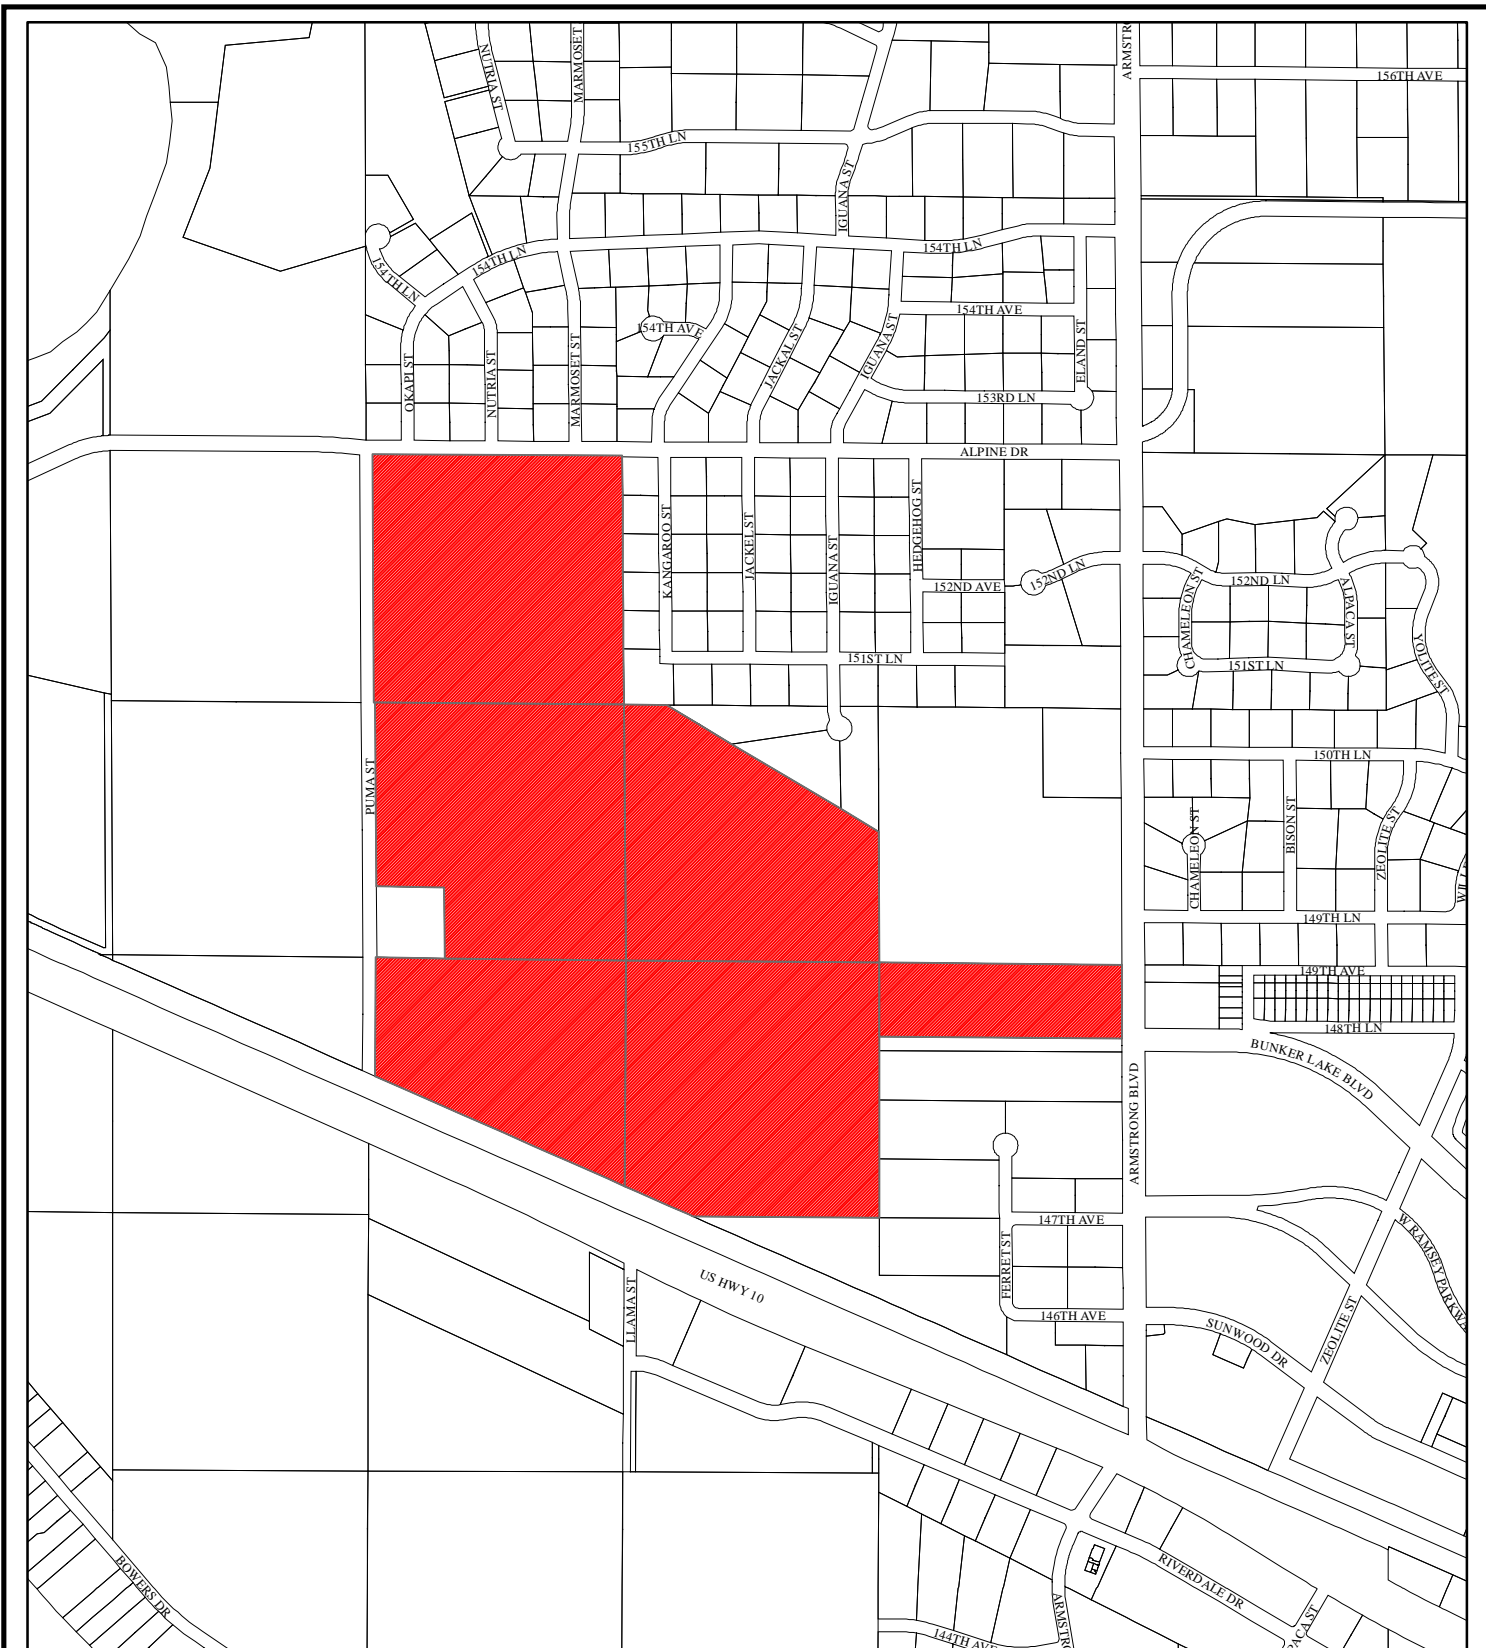 NUTRIA ST
MARMOSET
ARMSTR
156TH AVE
155TH LN
IGUANA ST
154TH LN
154TH LN
154TH LN
154TH AVE
154TH AVE
OKAPI ST
NUTRIA ST
MARMOSET ST
JACKAL ST
IGUANA ST
ELAND ST
153RD LN
ALPINE DR
KANGAROO ST
JACKEL ST
IGUANA ST
HEDGEHOG ST
152ND AVE
152ND LN
152ND LN
CHAMELEON ST
ALPACA ST
YOLITE ST
151ST LN
151ST LN
150TH LN
PUMA ST
CHAMELEON ST
BISON ST
ZEOLITE ST
149TH LN
149TH AVE
148TH LN
BUNKER LAKE BLVD
ARMSTRONG BLVD
147TH AVE
FERRET ST
146TH AVE
W RAMSEY PARKWA
SUNWOOD DR
ZEOLITE ST
US HWY 10
LLAMA ST
BOWERS DR
RIVERDALE DR
ARMSTRO
PACA ST
144TH AVE